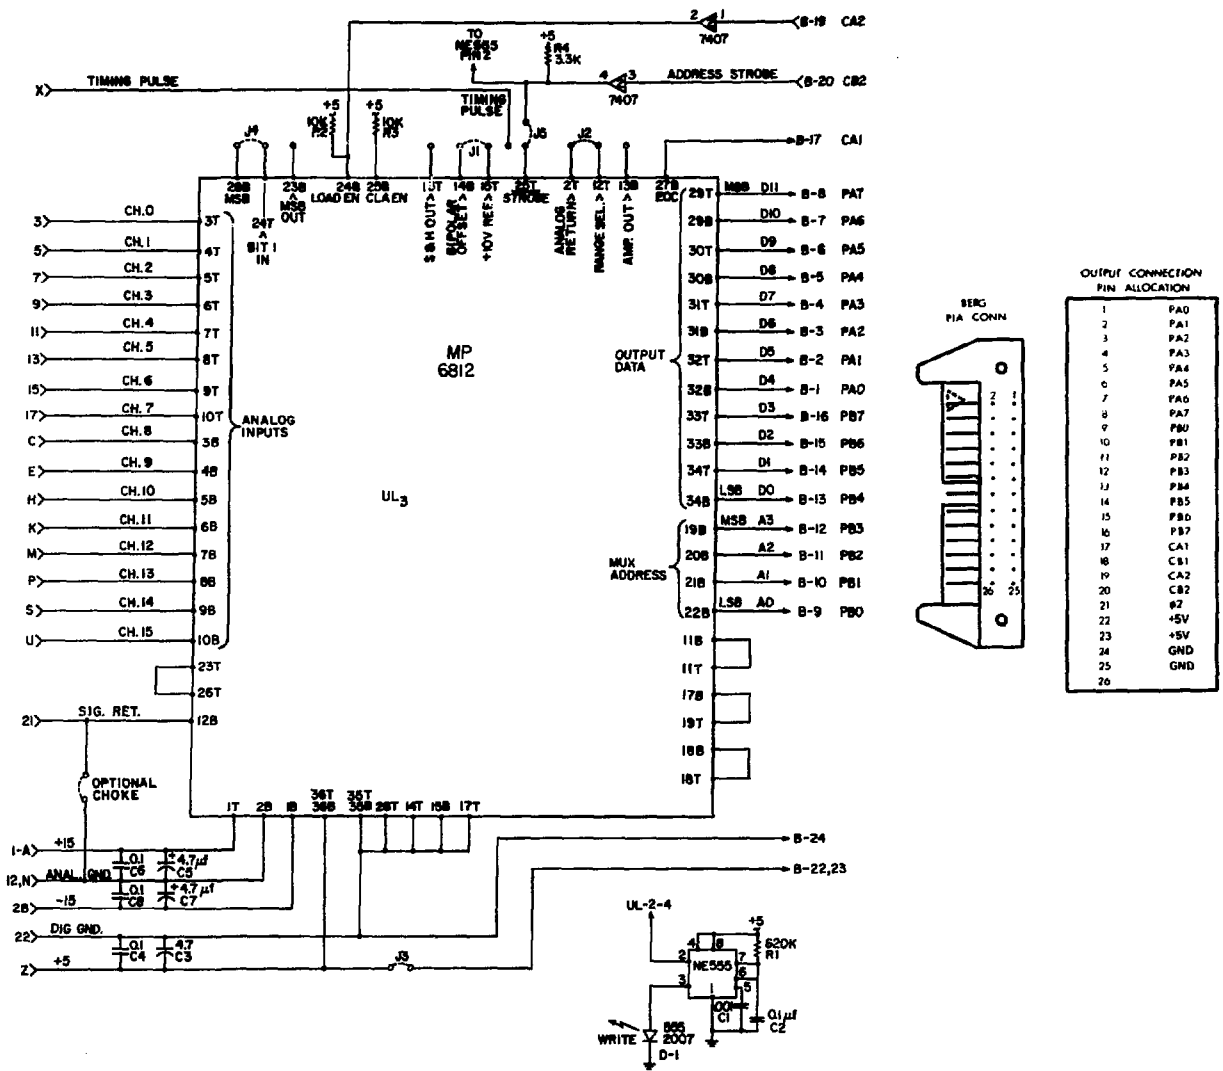 2 1
7407
B-19 CA2
TO
NE555
PIN 2
+5
R4
3.3K
4 3
7407
ADDRESS STROBE
B-20 CB2
X
TIMING PULSE
TIMING
PULSE
+5
10K
R2
+5
10K
R3
J4
J1
J5
J2
B-17 CA1
28B
MSB
24T
BIT 1
IN
23B
MSB
OUT
24B
LOAD EN
25B
CLA EN
S & H OUT
14B
BIPOLAR
OFFSET
+10V REF.
STROBE
2T
ANALOG
RETURN
12T
RANGE SEL.
13B
AMP. OUT
27B
EOC
3 CH.0 3T
5 CH.1 4T
7 CH.2 5T
9 CH.3 6T
11 CH.4 7T
13 CH.5 8T
15 CH.6 9T
17 CH.7 10T
C CH.8 3B
E CH.9 4B
H CH.10 5B
K CH.11 6B
M CH.12 7B
P CH.13 8B
S CH.14 9B
U CH.15 10B
ANALOG
INPUTS
MP
6812
UL3
OUTPUT
DATA
MUX
ADDRESS
29T MSB D11 B-8 PA7
29B D10 B-7 PA6
30T D9 B-6 PA5
30B D8 B-5 PA4
31T D7 B-4 PA3
31B D6 B-3 PA2
32T D5 B-2 PA1
32B D4 B-1 PA0
33T D3 B-16 PB7
33B D2 B-15 PB6
34T D1 B-14 PB5
34B LSB D0 B-13 PB4
19B MSB A3 B-12 PB3
20B A2 B-11 PB2
21B A1 B-10 PB1
22B LSB A0 B-9 PB0
11B
11T
17B
19T
18B
18T
23T
26T
21 SIG. RET. 12B
OPTIONAL
CHOKE
1T 2B 1B
36T
36B
35T
35B
14T 15B 17T
1-A +15
0.1
C6
+4.7µf
C5
12,N ANAL. GND
0.1
C8
+4.7µf
C7
28 -15
22 DIG GND.
0.1
C4
4.7
C3
Z +5
J3
B-24
B-22,23
UL-2-4
+5
620K
R1
4 8
2 NE555 7
6
3 5
1
.001
C1
0.1µf
C2
WRITE
555
2007
D-1
BERG
PIA CONN
2 1
26 25
OUTPUT CONNECTION
PIN ALLOCATION
1 PA0
2 PA1
3 PA2
4 PA3
5 PA4
6 PA5
7 PA6
8 PA7
9 PB0
10 PB1
11 PB2
12 PB3
13 PB4
14 PB5
15 PB6
16 PB7
17 CA1
18 CB1
19 CA2
20 CB2
21 ø2
22 +5V
23 +5V
24 GND
25 GND
26